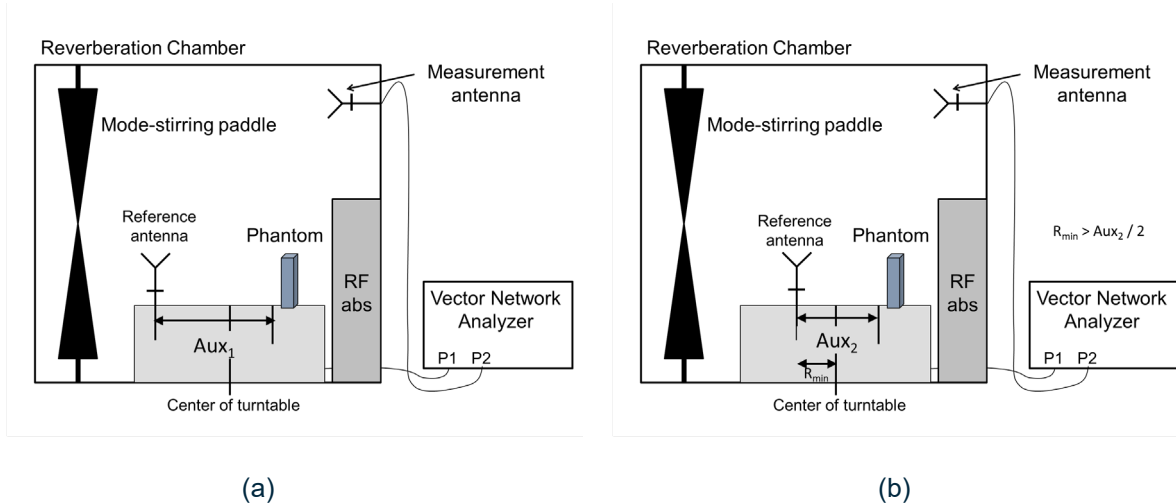 Reverberation Chamber
Measurement
antenna
Mode-stirring paddle
Reference
antenna
Phantom
RF
abs
Vector Network
Analyzer
Aux₁
P1 P2
Center of turntable
(a)
Reverberation Chamber
Measurement
antenna
Mode-stirring paddle
Reference
antenna
Phantom
Rₘᵢₙ > Aux₂ / 2
RF
abs
Vector Network
Analyzer
Aux₂
P1 P2
Rₘᵢₙ
Center of turntable
(b)